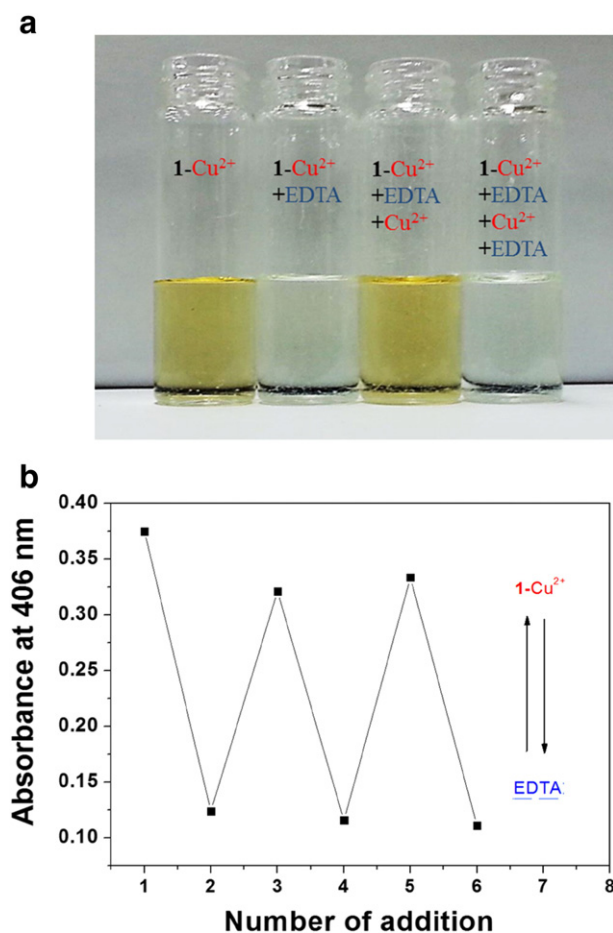 a
1-Cu²⁺
1-Cu²⁺
+EDTA
1-Cu²⁺
+EDTA
+Cu²⁺
1-Cu²⁺
+EDTA
+Cu²⁺
+EDTA
b
0.40
0.35
0.30
0.25
0.20
0.15
0.10
Absorbance at 406 nm
1-Cu²⁺
EDTA
1 2 3 4 5 6 7 8
Number of addition